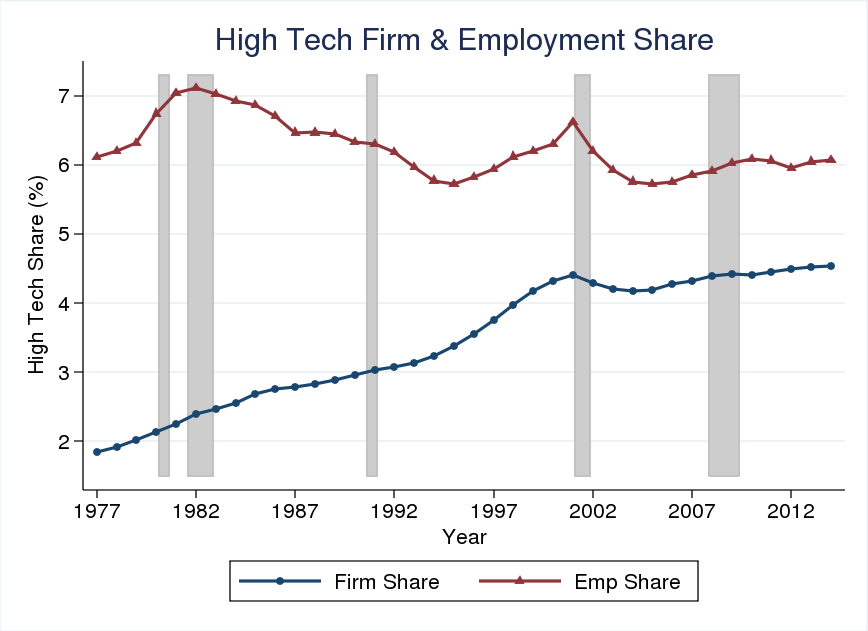 High Tech Firm & Employment Share
High Tech Share (%)
7
6
5
4
3
2
1977 1982 1987 1992 1997 2002 2007 2012
Year
Firm Share Emp Share